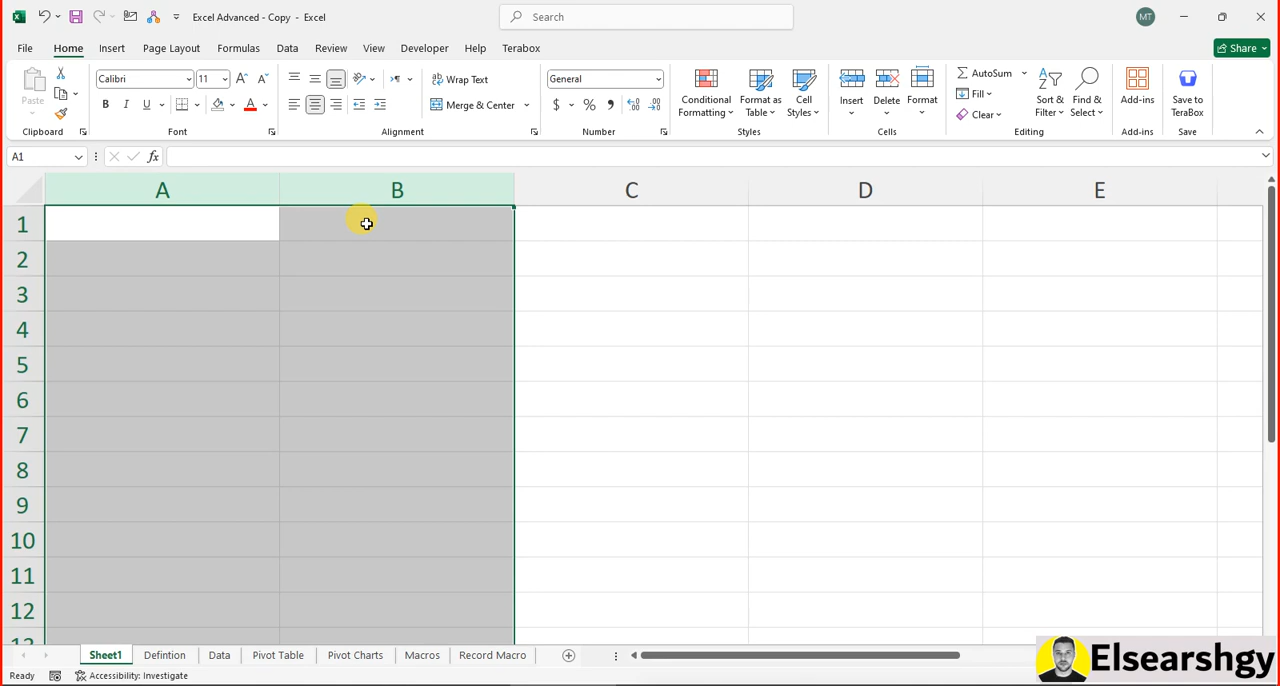 Excel Advanced - Copy - Excel
Search
MT
File Home Insert Page Layout Formulas Data Review View Developer Help Terabox
Share
Paste
Calibri 11
Wrap Text
Merge & Center
General
Conditional Formatting
Format as Table
Cell Styles
Insert Delete Format
AutoSum
Fill
Clear
Sort & Filter
Find & Select
Add-ins
Save to TeraBox
Clipboard Font Alignment Number Styles Cells Editing Add-ins Save
A1 fx
A B C D E
1
2
3
4
5
6
7
8
9
10
11
12
13
Sheet1 Defintion Data Pivot Table Pivot Charts Macros Record Macro
Ready Accessibility: Investigate
Elsearshgy